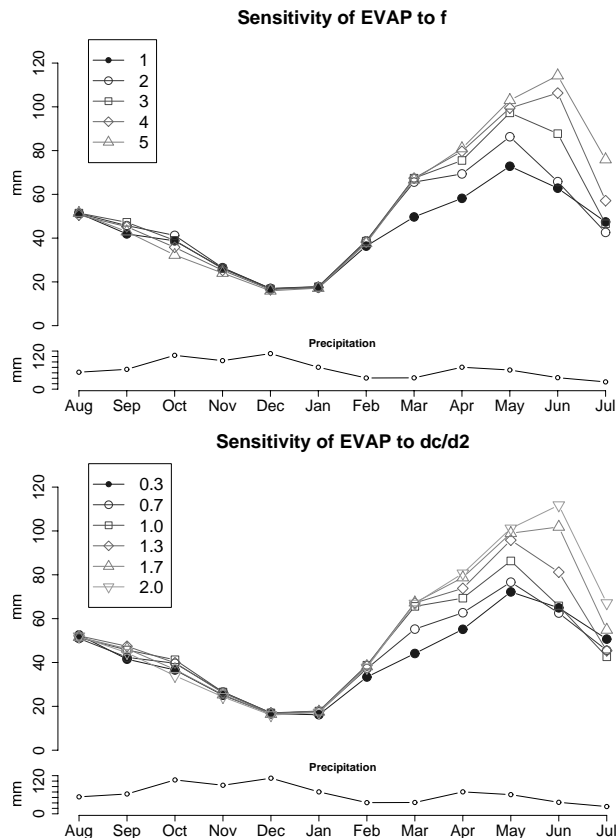 Sensitivity of EVAP to f
1
2
3
4
5
mm
0 20 40 60 80 100 120
Precipitation
mm
0 120
Aug Sep Oct Nov Dec Jan Feb Mar Apr May Jun Jul
Sensitivity of EVAP to dc/d2
0.3
0.7
1.0
1.3
1.7
2.0
mm
0 20 40 60 80 100 120
Precipitation
mm
0 120
Aug Sep Oct Nov Dec Jan Feb Mar Apr May Jun Jul